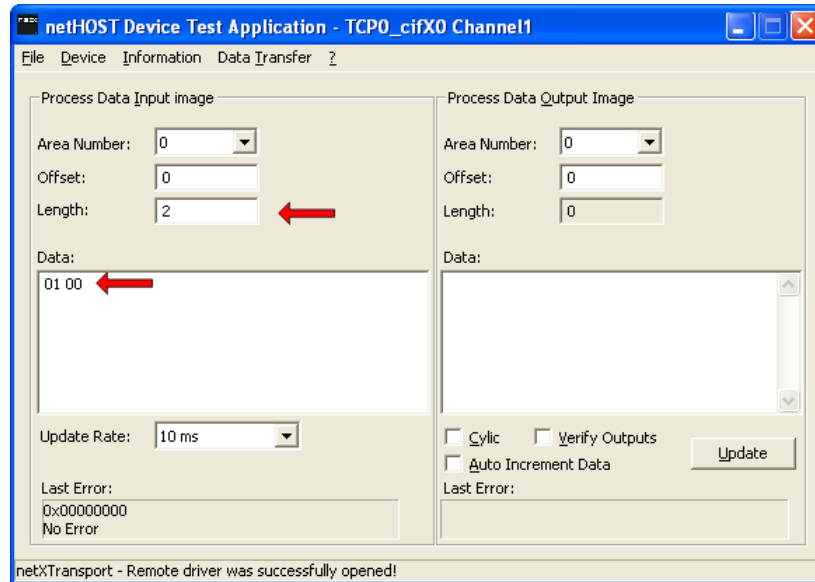 netHOST Device Test Application - TCP0_cifX0 Channel1
File Device Information Data Transfer ?
Process Data Input image
Area Number: 0
Offset: 0
Length: 2
Data:
01 00
Update Rate: 10 ms
Last Error:
0x00000000
No Error
Process Data Output Image
Area Number: 0
Offset: 0
Length: 0
Data:
Cylic Verify Outputs
Auto Increment Data
Update
Last Error:
netXTransport - Remote driver was successfully opened!